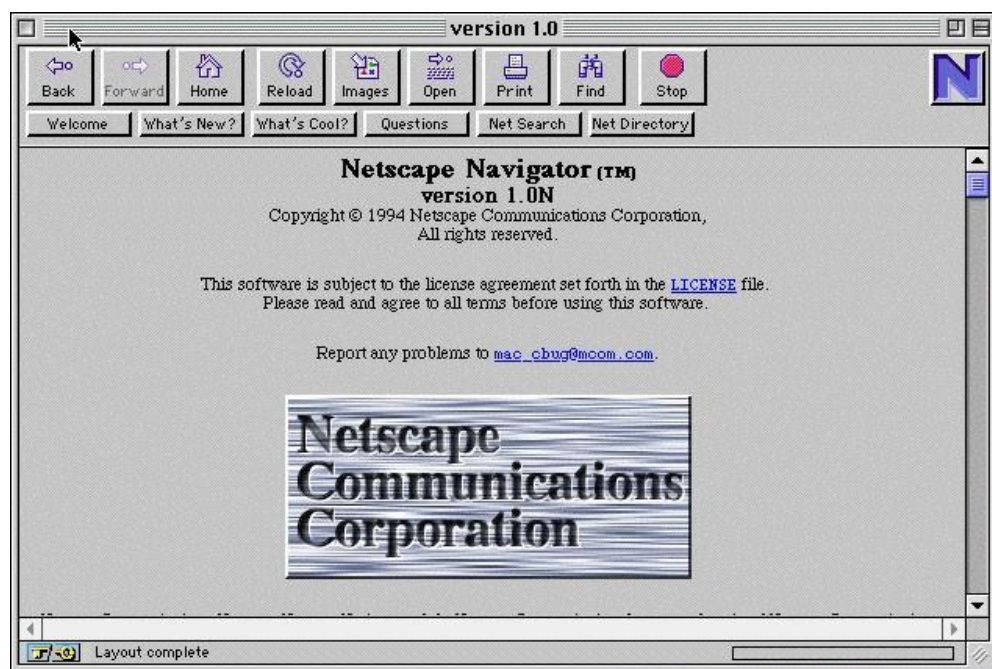 version 1.0
Back Forward Home Reload Images Open Print Find Stop
N
Welcome What's New? What's Cool? Questions Net Search Net Directory
Netscape Navigator (TM)
version 1.0N
Copyright © 1994 Netscape Communications Corporation,
All rights reserved.
This software is subject to the license agreement set forth in the LICENSE file.
Please read and agree to all terms before using this software.
Report any problems to mac_cbug@mcom.com.
Netscape
Communications
Corporation
Layout complete